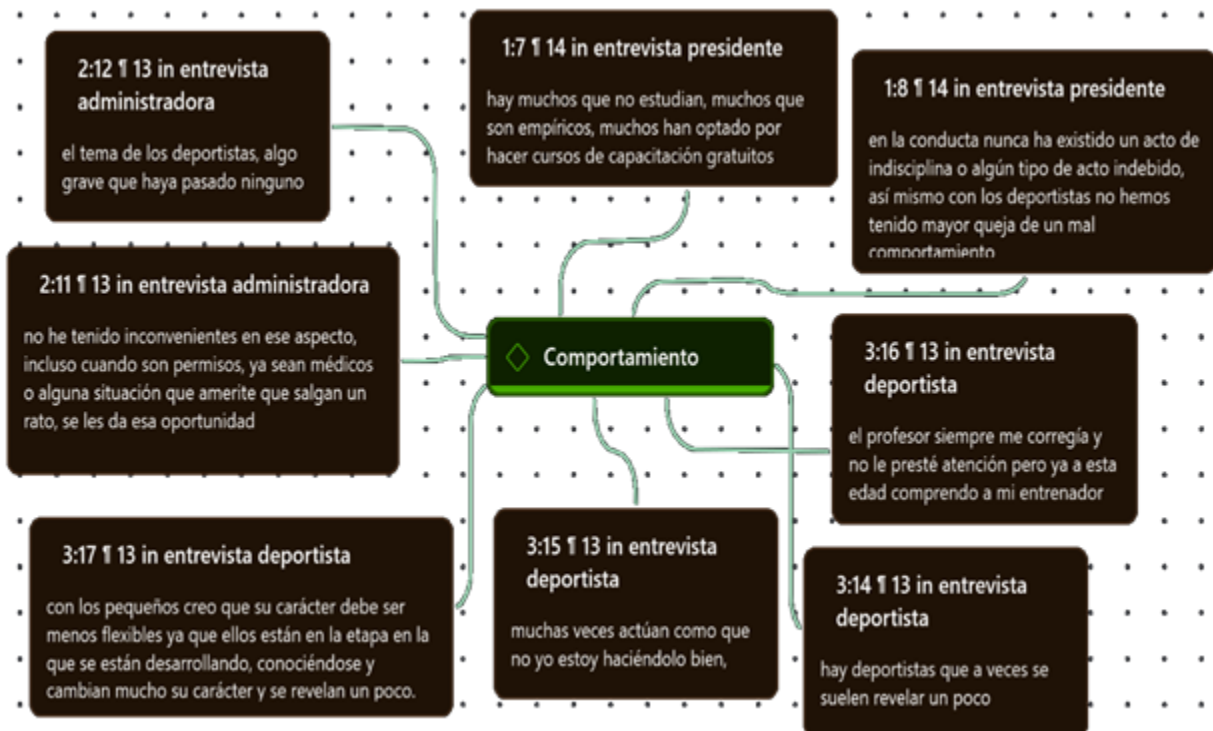 2:12 ¶ 13 in entrevista
administradora
el tema de los deportistas, algo
grave que haya pasado ninguno
1:7 ¶ 14 in entrevista presidente
hay muchos que no estudian, muchos que
son empíricos, muchos han optado por
hacer cursos de capacitación gratuitos
1:8 ¶ 14 in entrevista presidente
en la conducta nunca ha existido un acto de
indisciplina o algún tipo de acto indebido,
así mismo con los deportistas no hemos
tenido mayor queja de un mal
comportamiento
2:11 ¶ 13 in entrevista administradora
no he tenido inconvenientes en ese aspecto,
incluso cuando son permisos, ya sean médicos
o alguna situación que amerite que salgan un
rato, se les da esa oportunidad
Comportamiento
3:16 ¶ 13 in entrevista
deportista
el profesor siempre me corregía y
no le presté atención pero ya a esta
edad comprendo a mi entrenador
3:17 ¶ 13 in entrevista deportista
con los pequeños creo que su carácter debe ser
menos flexibles ya que ellos están en la etapa en la
que se están desarrollando, conociéndose y
cambian mucho su carácter y se revelan un poco.
3:15 ¶ 13 in entrevista
deportista
muchas veces actúan como que
no yo estoy haciéndolo bien,
3:14 ¶ 13 in entrevista
deportista
hay deportistas que a veces se
suelen revelar un poco